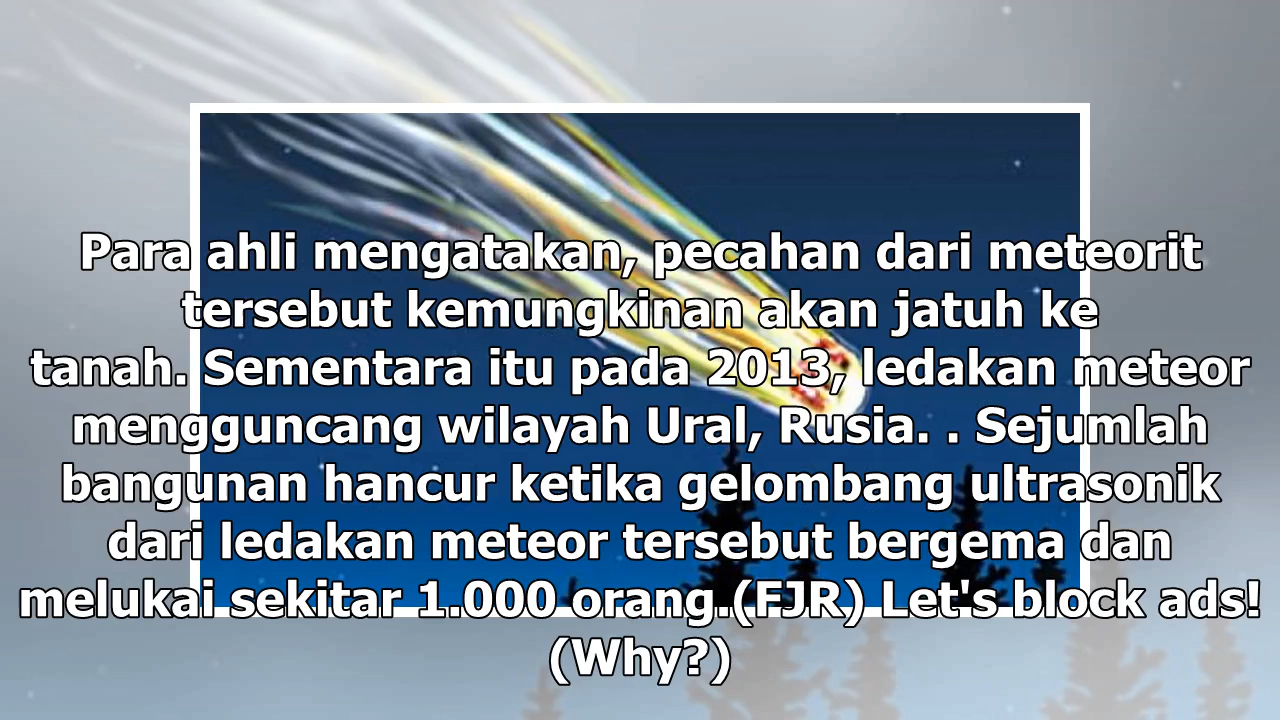 Para ahli mengatakan, pecahan dari meteorit
tersebut kemungkinan akan jatuh ke
tanah. Sementara itu pada 2013, ledakan meteor
mengguncang wilayah Ural, Rusia. . Sejumlah
bangunan hancur ketika gelombang ultrasonik
dari ledakan meteor tersebut bergema dan
melukai sekitar 1.000 orang.(FJR) Let's block ads!
(Why?)